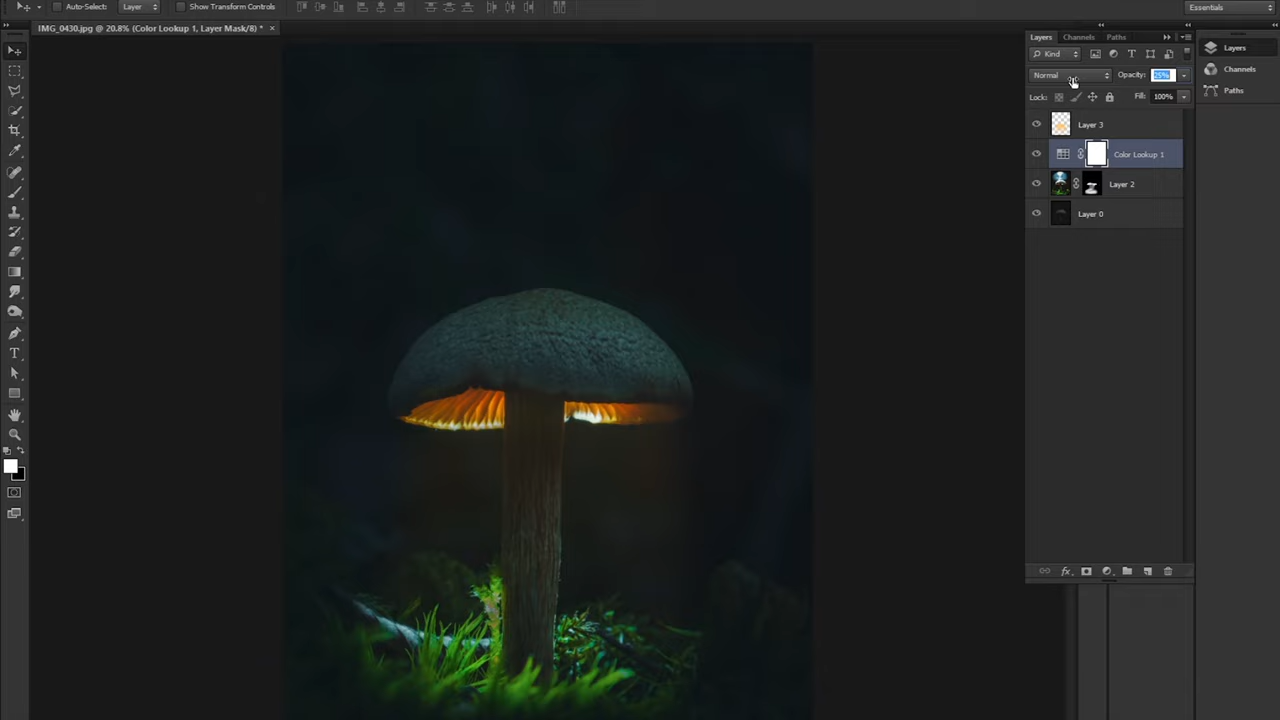 Auto-Select: Layer Show Transform Controls Essentials
IMG_0430.jpg @ 20.8% (Color Lookup 1, Layer Mask/8) * ×
Layers Channels Paths
Kind
Normal Opacity: 25%
Lock: Fill: 100%
Layer 3
Color Lookup 1
Layer 2
Layer 0
fx
Layers
Channels
Paths